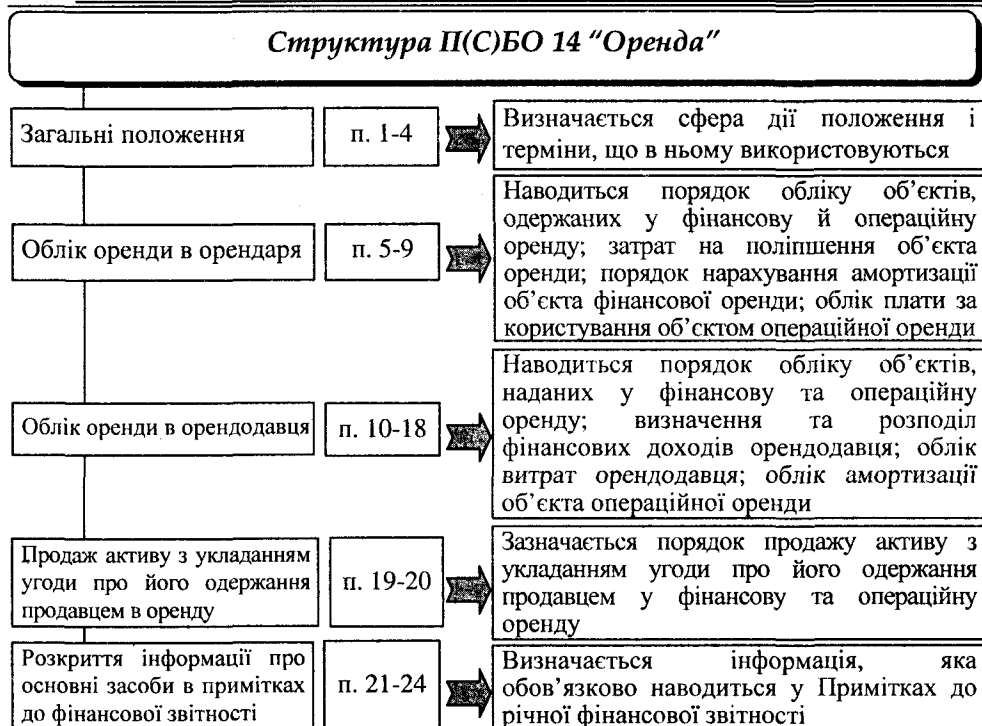 Структура П(С)БО 14 “Оренда”
Загальні положення
п. 1-4
Визначається сфера дії положення і
терміни, що в ньому використовуються
Облік оренди в орендаря
п. 5-9
Наводиться порядок обліку об’єктів,
одержаних у фінансову й операційну
оренду; затрат на поліпшення об’єкта
оренди; порядок нарахування амортизації
об’єкта фінансової оренди; облік плати за
користування об’єктом операційної оренди
Облік оренди в орендодавця
п. 10-18
Наводиться порядок обліку об’єктів,
наданих у фінансову та операційну
оренду; визначення та розподіл
фінансових доходів орендодавця; облік
витрат орендодавця; облік амортизації
об’єкта операційної оренди
Продаж активу з укладанням
угоди про його одержання
продавцем в оренду
п. 19-20
Зазначається порядок продажу активу з
укладанням угоди про його одержання
продавцем у фінансову та операційну
оренду
Розкриття інформації про
основні засоби в примітках
до фінансової звітності
п. 21-24
Визначається інформація, яка
обов’язково наводиться у Примітках до
річної фінансової звітності